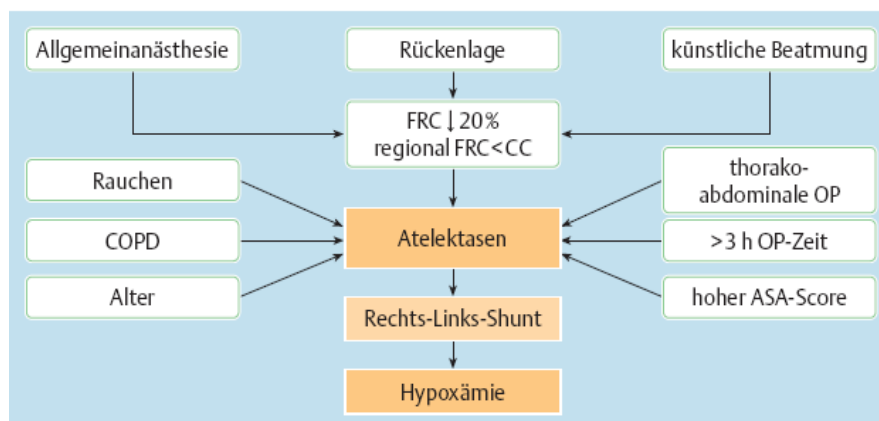 Allgemeinanästhesie
Rückenlage
künstliche Beatmung
FRC ↓ 20%
regional FRC<CC
Rauchen
thorako-
abdominale OP
COPD
Atelektasen
>3 h OP-Zeit
Alter
hoher ASA-Score
Rechts-Links-Shunt
Hypoxämie